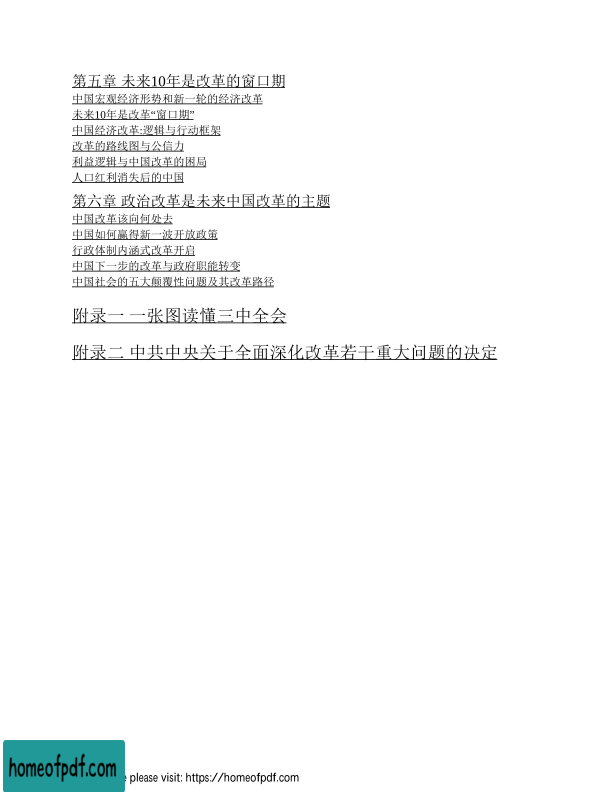 第五章 未来10年是改革的窗口期
中国宏观经济形势和新一轮的经济改革
未来10年是改革“窗口期”
中国经济改革:逻辑与行动框架
改革的路线图与公信力
利益逻辑与中国改革的困局
人口红利消失后的中国
第六章 政治改革是未来中国改革的主题
中国改革该向何处去
中国如何赢得新一波开放政策
行政体制内涵式改革开启
中国下一步的改革与政府职能转变
中国社会的五大颠覆性问题及其改革路径
附录一 一张图读懂三中全会
附录二 中共中央关于全面深化改革若干重大问题的决定
homeofpdf.com
please visit: https://homeofpdf.com